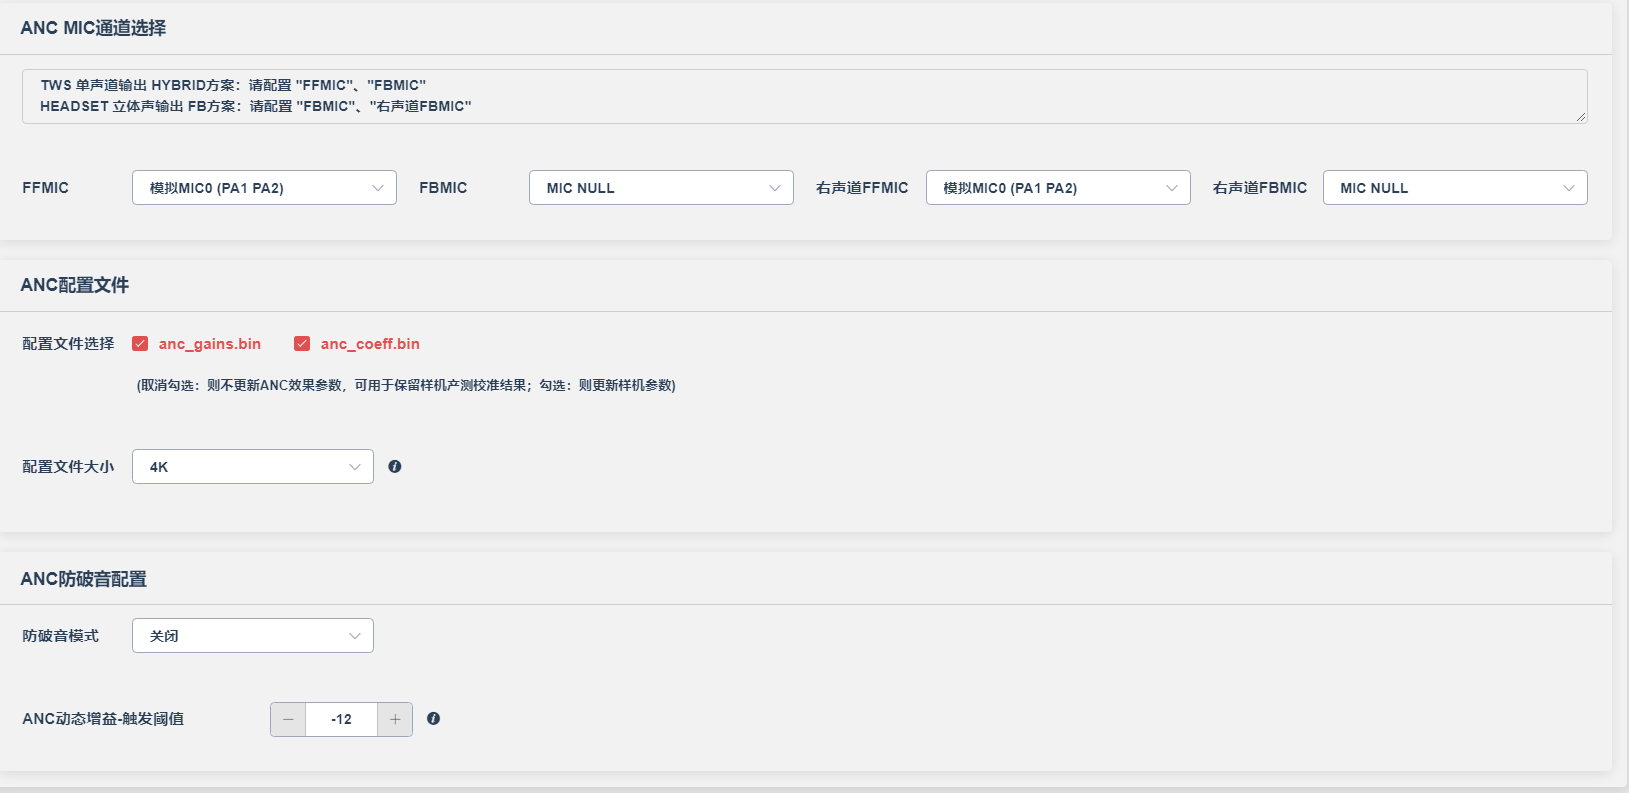 ANC MIC通道选择
TWS 单声道输出 HYBRID方案：请配置 "FFMIC"、"FBMIC"
HEADSET 立体声输出 FB方案：请配置 "FBMIC"、"右声道FBMIC"
FFMIC 模拟MIC0 (PA1 PA2) FBMIC MIC NULL 右声道FFMIC 模拟MIC0 (PA1 PA2) 右声道FBMIC MIC NULL
ANC配置文件
配置文件选择 anc_gains.bin anc_coeff.bin
(取消勾选：则不更新ANC效果参数，可用于保留样机产测校准结果；勾选：则更新样机参数)
配置文件大小 4K
ANC防破音配置
防破音模式 关闭
ANC动态增益-触发阈值 -12